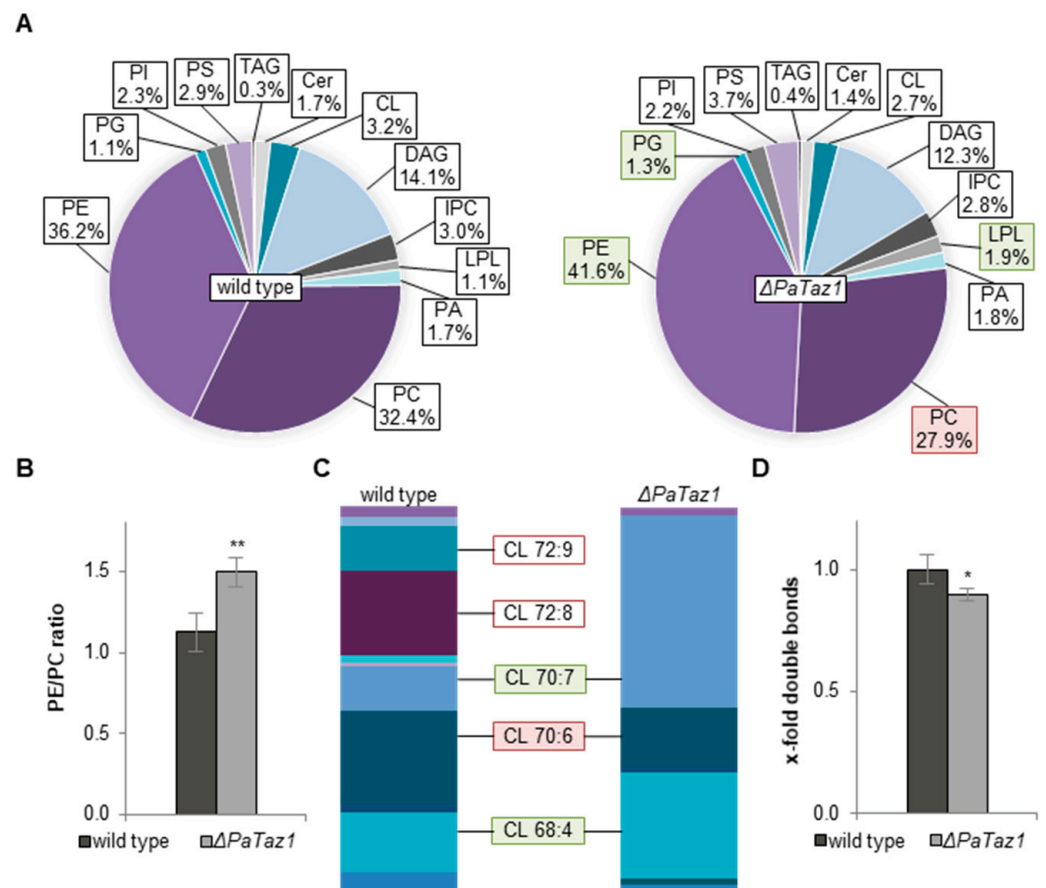 A
PI
2.3%
PS
2.9%
TAG
0.3%
Cer
1.7%
CL
3.2%
PG
1.1%
DAG
14.1%
PE
36.2%
IPC
3.0%
LPL
1.1%
wild type
PA
1.7%
PC
32.4%
PI
2.2%
PS
3.7%
TAG
0.4%
Cer
1.4%
CL
2.7%
PG
1.3%
DAG
12.3%
IPC
2.8%
PE
41.6%
LPL
1.9%
ΔPaTaz1
PA
1.8%
PC
27.9%
B
PE/PC ratio
1.5
1.0
0.5
0.0
**
wild type
ΔPaTaz1
C
wild type
ΔPaTaz1
CL 72:9
CL 72:8
CL 70:7
CL 70:6
CL 68:4
D
x-fold double bonds
1.0
0.5
0.0
*
wild type
ΔPaTaz1